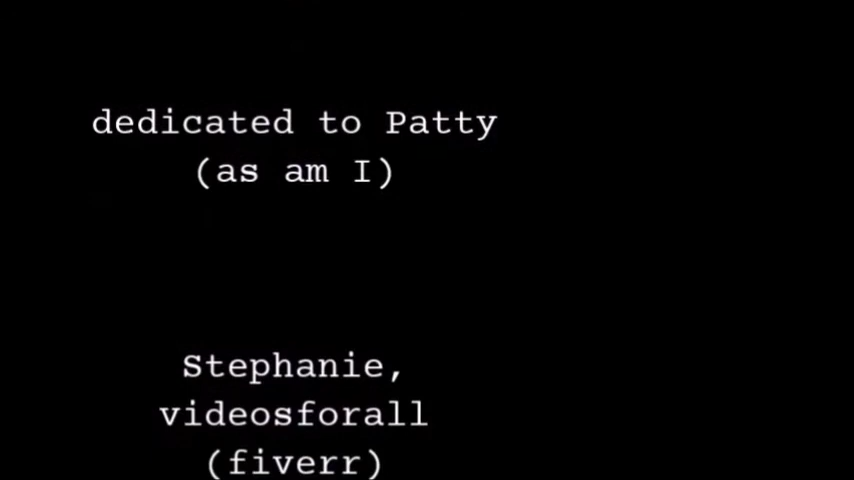 dedicated to Patty
(as am I)
Stephanie,
videosforall
(fiverr)